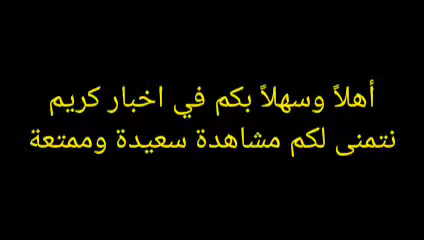 أهلاً وسهلاً بكم في اخبار كريم
نتمنى لكم مشاهدة سعيدة وممتعة